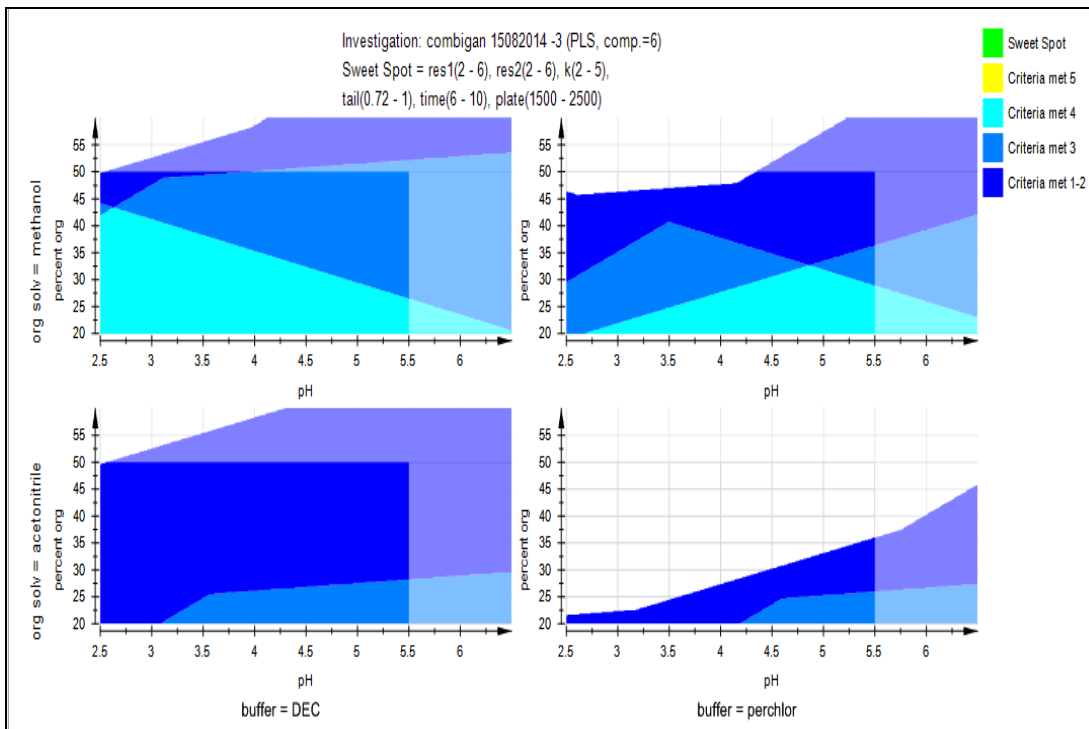 Investigation: combigan 15082014 -3 (PLS, comp.=6)
Sweet Spot = res1(2 - 6), res2(2 - 6), k(2 - 5),
tail(0.72 - 1), time(6 - 10), plate(1500 - 2500)
Sweet Spot
Criteria met 5
Criteria met 4
Criteria met 3
Criteria met 1-2
org solv = methanol
percent org
55
50
45
40
35
30
25
20
2.5 3 3.5 4 4.5 5 5.5 6
pH
percent org
55
50
45
40
35
30
25
20
2.5 3 3.5 4 4.5 5 5.5 6
pH
org solv = acetonitrile
percent org
55
50
45
40
35
30
25
20
2.5 3 3.5 4 4.5 5 5.5 6
pH
percent org
55
50
45
40
35
30
25
20
2.5 3 3.5 4 4.5 5 5.5 6
pH
buffer = DEC
buffer = perchlor